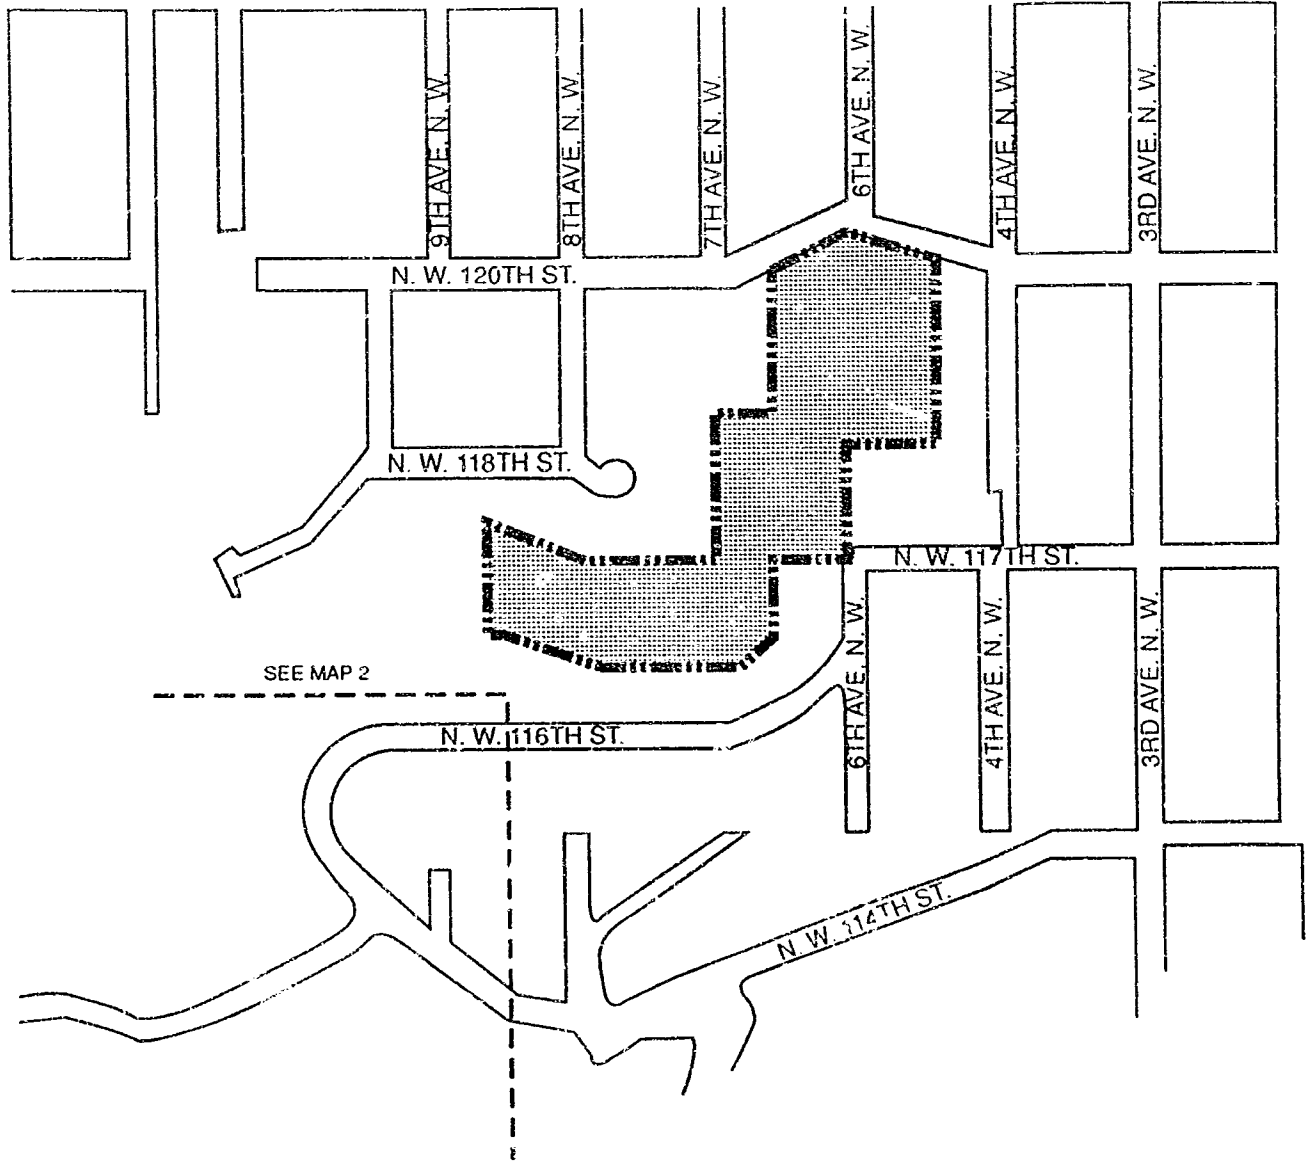 9TH AVE. N. W.
8TH AVE. N. W.
7TH AVE. N. W.
6TH AVE. N. W.
4TH AVE. N. W.
3RD AVE. N. W.
N. W. 120TH ST.
N. W. 118TH ST.
N. W. 117TH ST.
SEE MAP 2
N. W. 116TH ST.
6TH AVE. N. W.
4TH AVE. N. W.
3RD AVE. N. W.
N. W. 114TH ST.